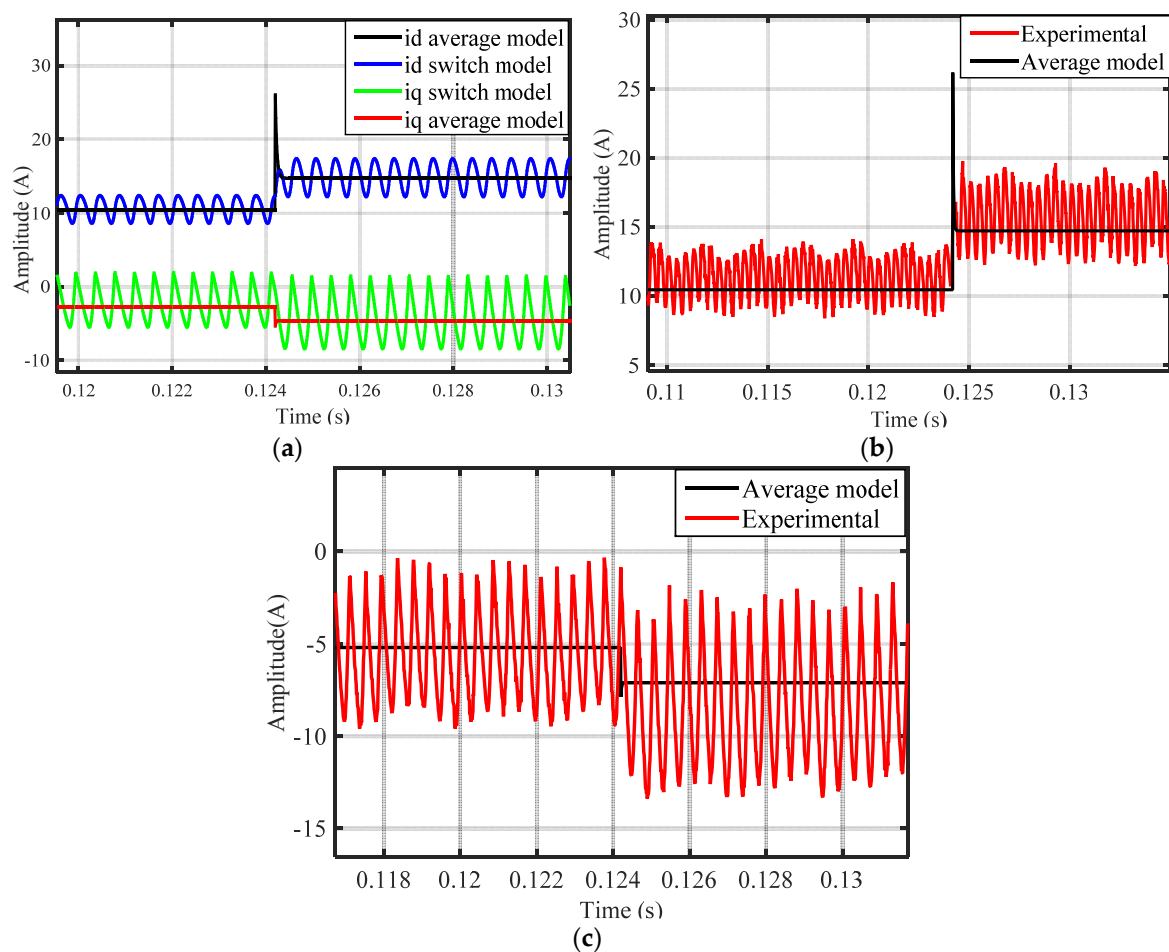 id average model
id switch model
iq switch model
iq average model
Amplitude (A)
30
20
10
0
-10
0.12
0.122
0.124
0.126
0.128
0.13
Time (s)
(a)
Experimental
Average model
Amplitude (A)
30
25
20
15
10
5
0.11
0.115
0.12
0.125
0.13
Time (s)
(b)
Average model
Experimental
Amplitude(A)
0
-5
-10
-15
0.118
0.12
0.122
0.124
0.126
0.128
0.13
Time (s)
(c)